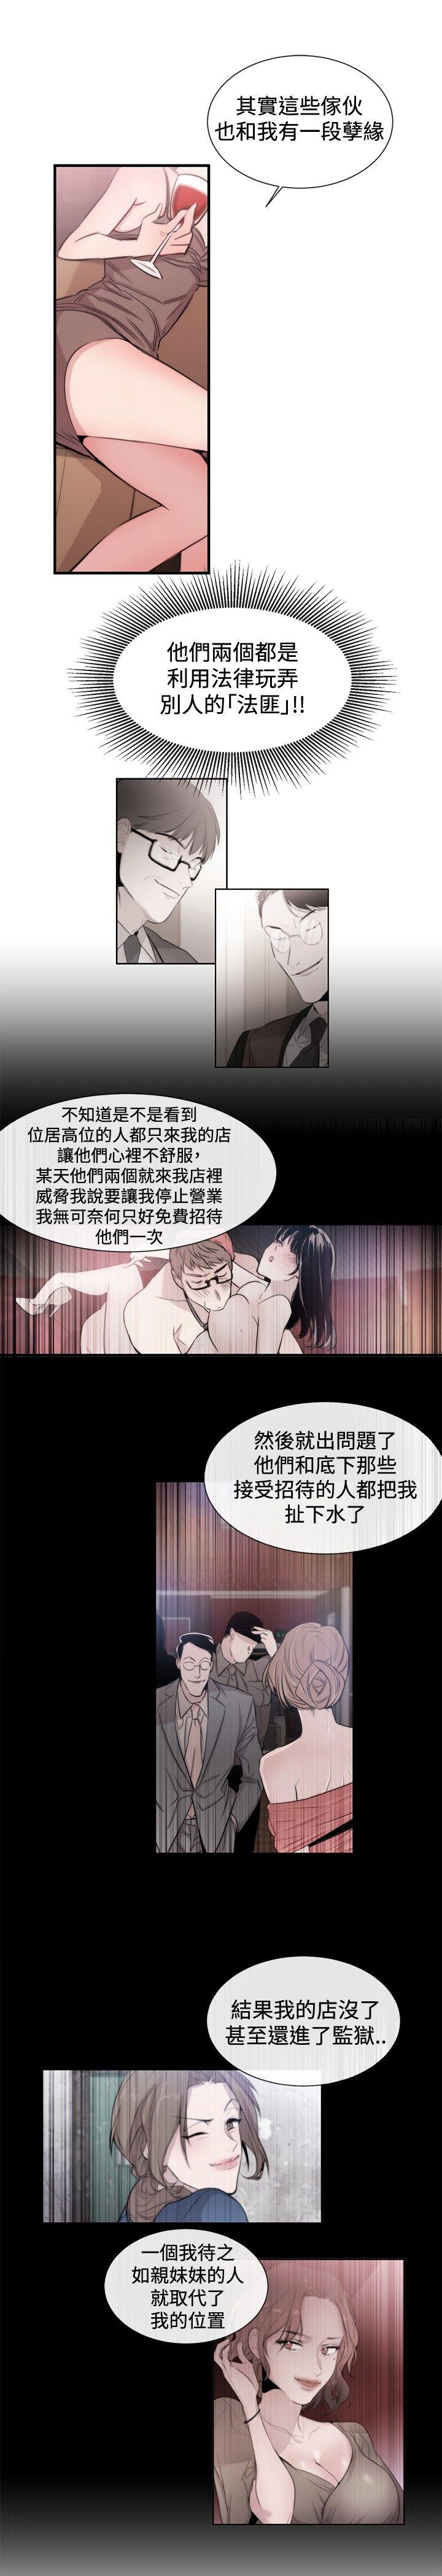 其實這些傢伙
也和我有一段孽緣
他們兩個都是
利用法律玩弄
別人的「法匪」!!
不知道是不是看到
位居高位的人都只來我的店
讓他們心裡不舒服,
某天他們兩個就來我店裡
威脅我說要讓我停止營業
我無可奈何只好免費招待
他們一次
然後就出問題了
他們和底下那些
接受招待的人都把我
扯下水了
結果我的店沒了
甚至還進了監獄..
一個我待之
如親妹妹的人
就取代了
我的位置